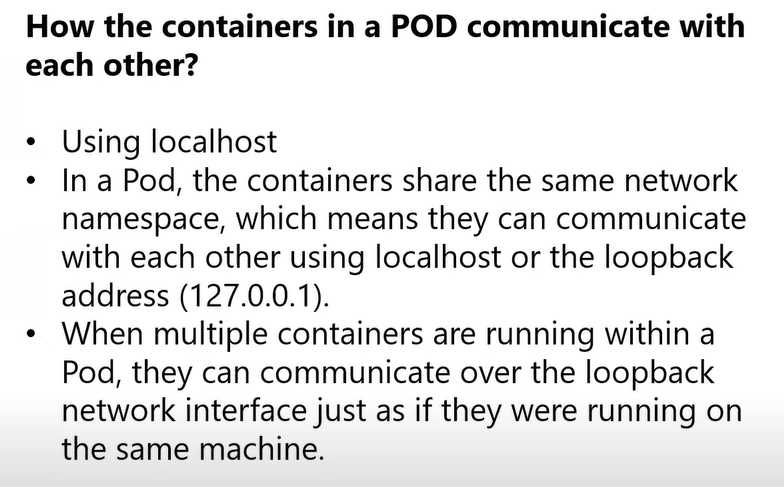 How the containers in a POD communicate with
each other?
• Using localhost
• In a Pod, the containers share the same network
namespace, which means they can communicate
with each other using localhost or the loopback
address (127.0.0.1).
• When multiple containers are running within a
Pod, they can communicate over the loopback
network interface just as if they were running on
the same machine.